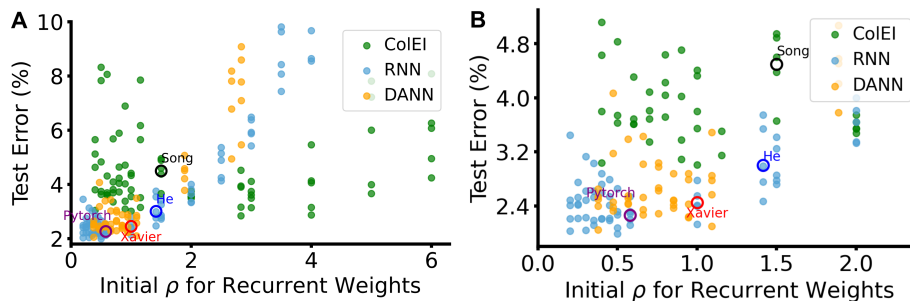 A
10
8
6
4
2
0
2
4
6
Test Error (%)
Initial ρ for Recurrent Weights
ColEI
RNN
DANN
Song
He
Pytorch
Xavier
B
4.8
4.0
3.2
2.4
0.0
0.5
1.0
1.5
2.0
Test Error (%)
Initial ρ for Recurrent Weights
ColEI
RNN
DANN
Song
He
Pytorch
Xavier